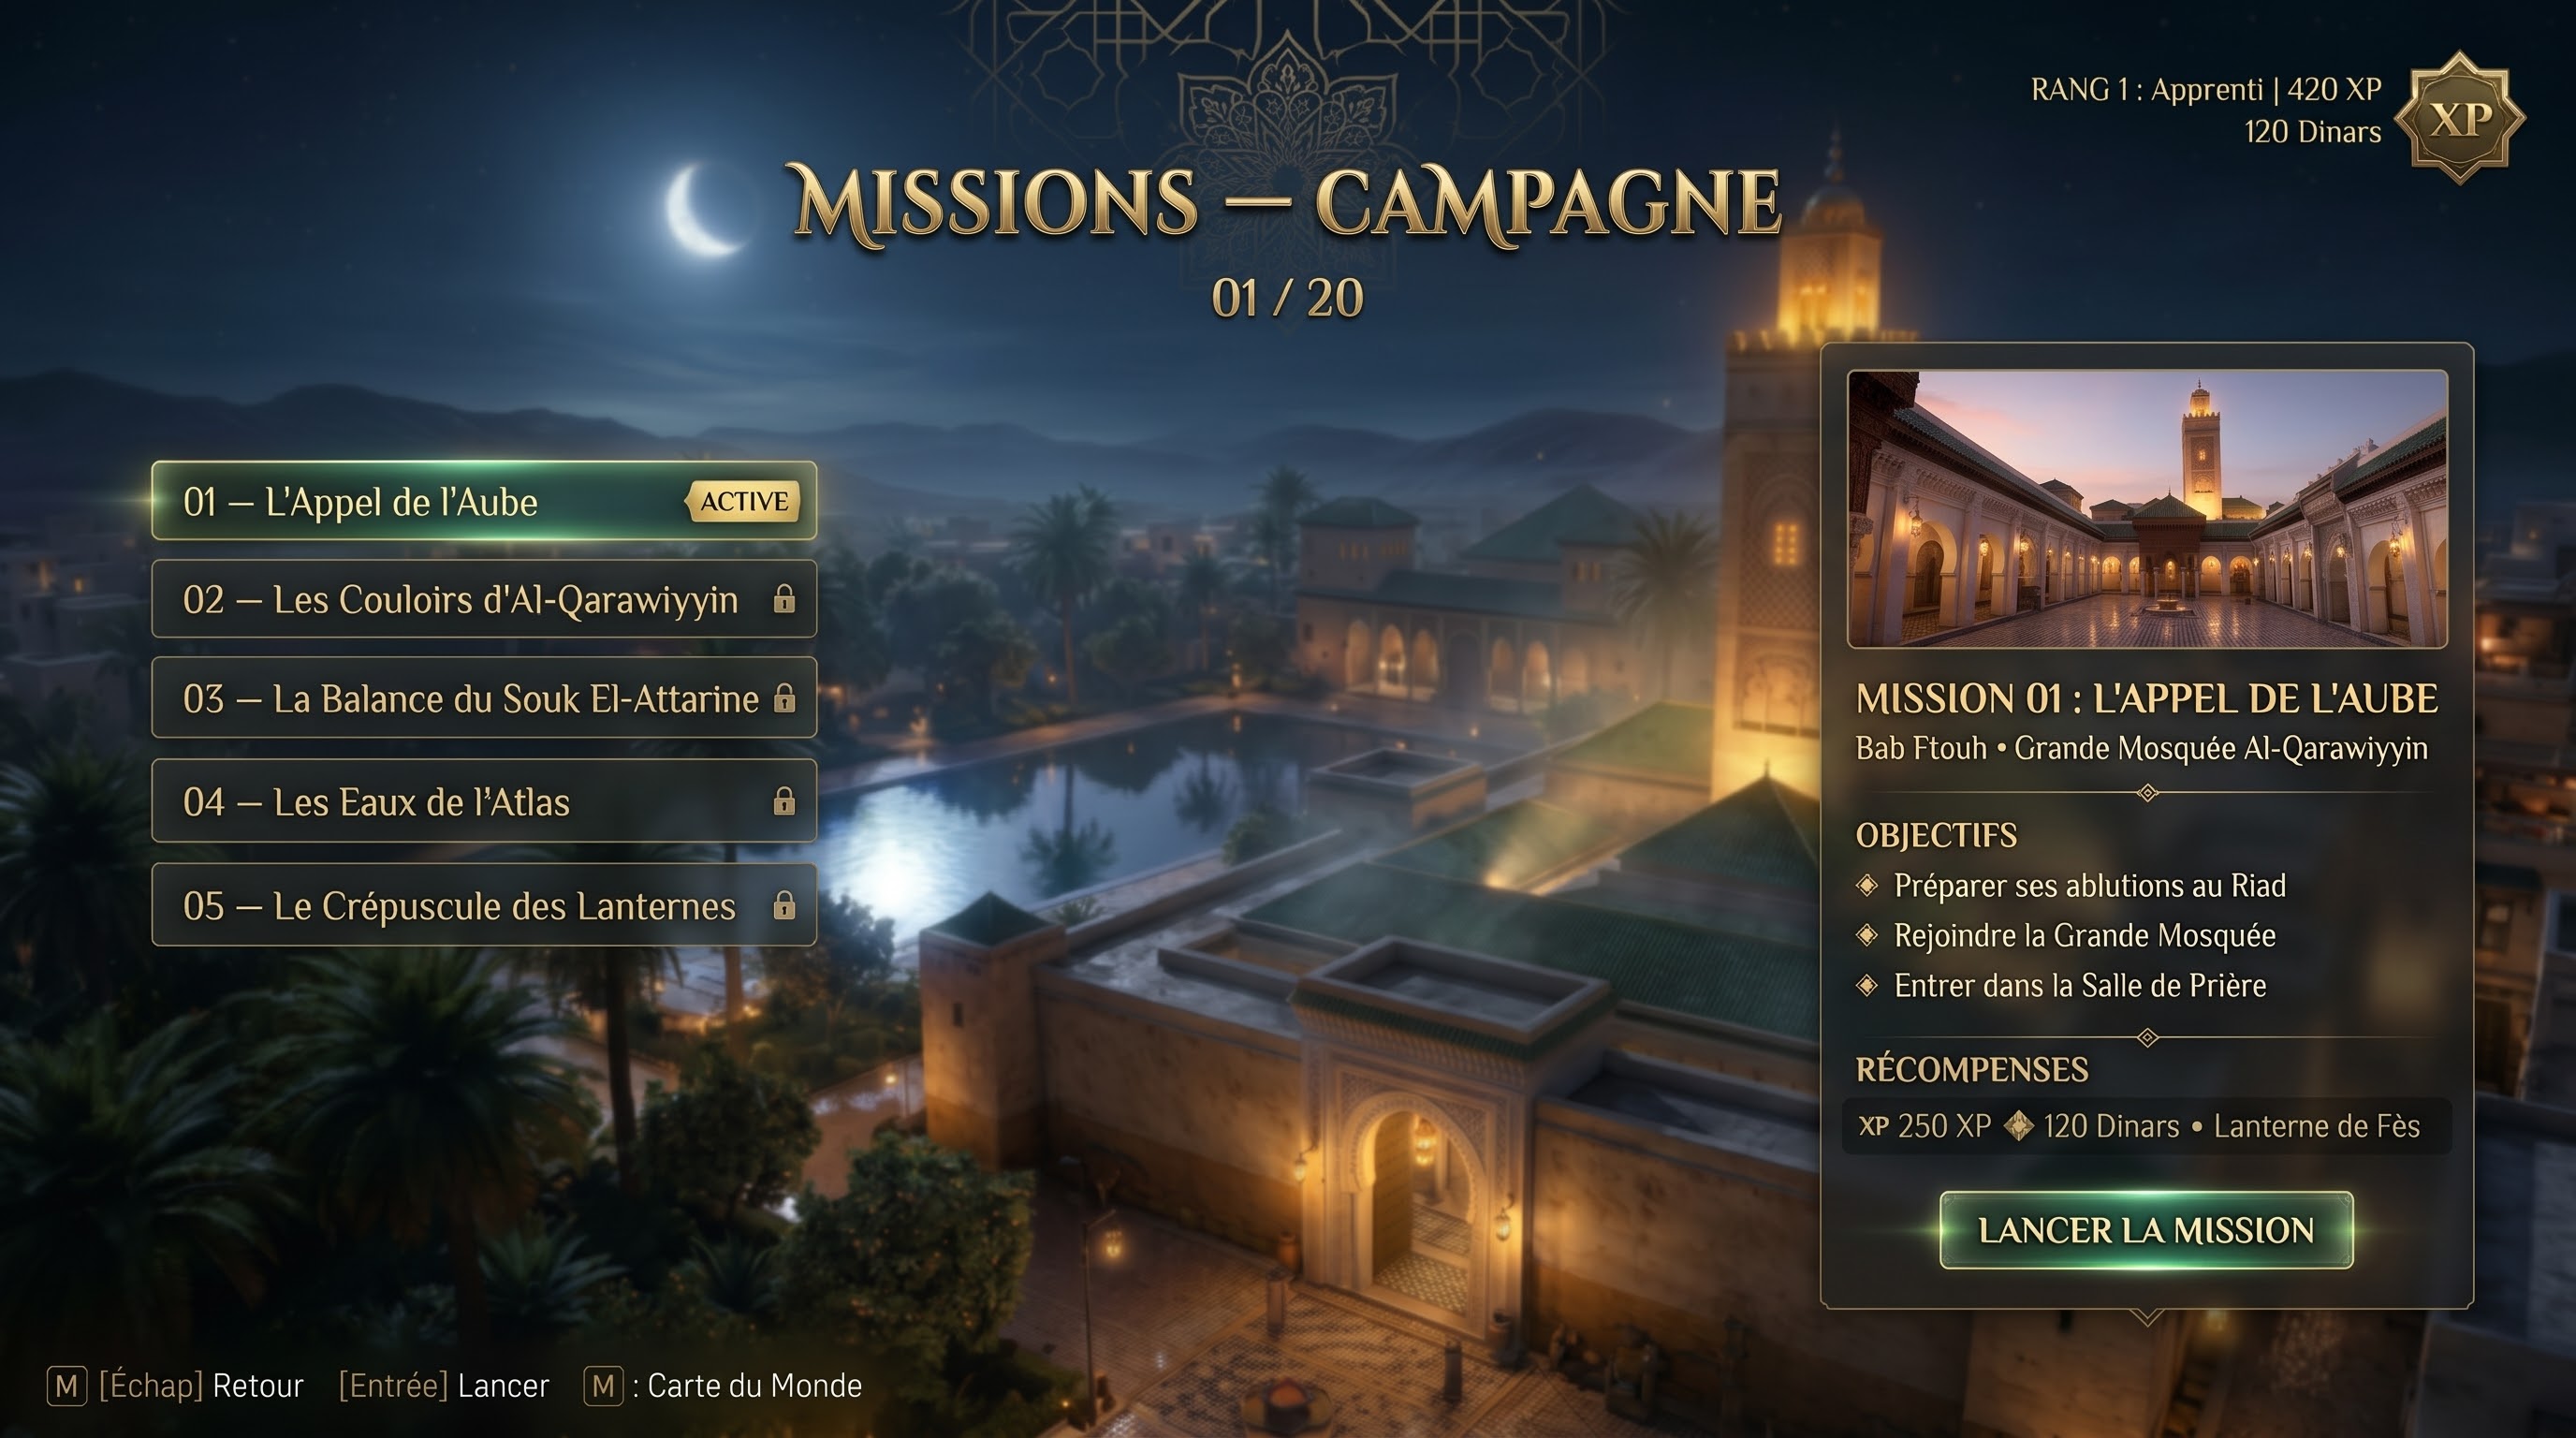 RANG 1 : Apprenti | 420 XP
120 Dinars
XP
MISSIONS — CAMPAGNE
01 / 20
01 — L'Appel de l'Aube
ACTIVE
02 — Les Couloirs d'Al-Qarawiyyin
03 — La Balance du Souk El-Attarine
04 — Les Eaux de l'Atlas
05 — Le Crépuscule des Lanternes
MISSION 01 : L'APPEL DE L'AUBE
Bab Ftouh • Grande Mosquée Al-Qarawiyyin
OBJECTIFS
Préparer ses ablutions au Riad
Rejoindre la Grande Mosquée
Entrer dans la Salle de Prière
RÉCOMPENSES
XP 250 XP 120 Dinars • Lanterne de Fès
LANCER LA MISSION
M [Échap] Retour [Entrée] Lancer M : Carte du Monde